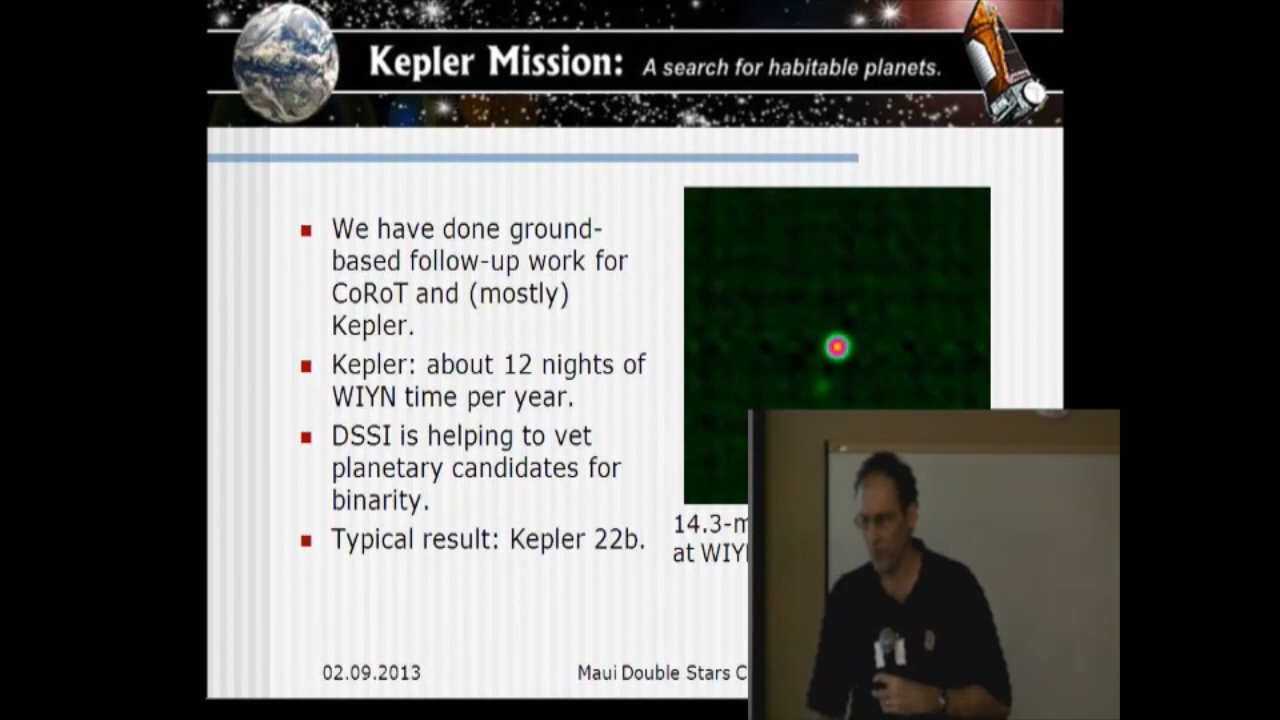 Kepler Mission: A search for habitable planets.
We have done ground-
based follow-up work for
CoRoT and (mostly)
Kepler.
Kepler: about 12 nights of
WIYN time per year.
DSSI is helping to vet
planetary candidates for
binarity.
Typical result: Kepler 22b.
14.3-m
at WIY
02.09.2013
Maui Double Stars C